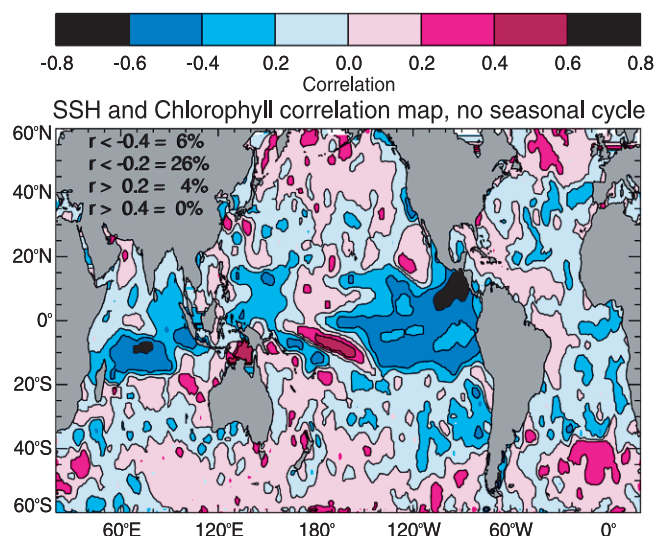 -0.8 -0.6 -0.4 -0.2 0.0 0.2 0.4 0.6 0.8
Correlation
SSH and Chlorophyll correlation map, no seasonal cycle
60°N
r < -0.4 = 6%
r < -0.2 = 26%
r > 0.2 = 4%
r > 0.4 = 0%
40°N
20°N
0°
20°S
40°S
60°S
60°E 120°E 180° 120°W 60°W 0°